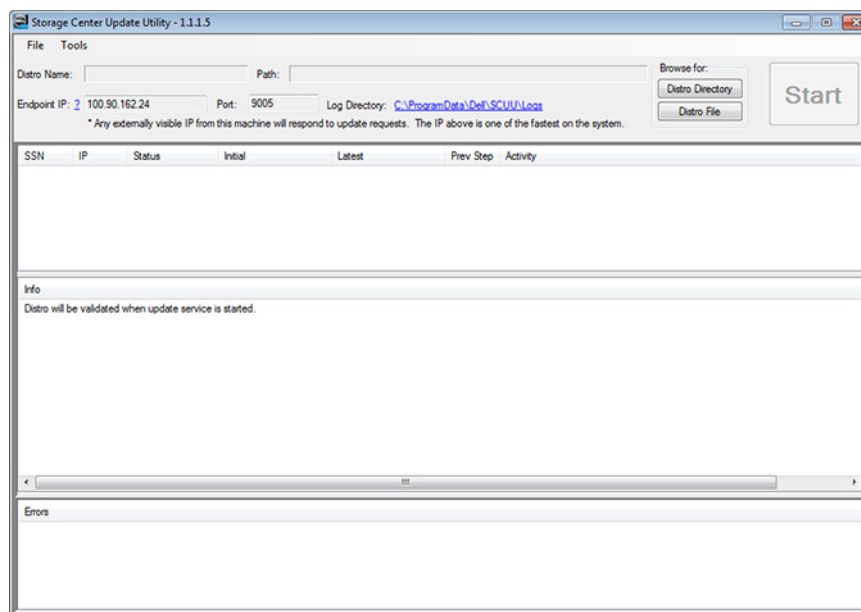 Storage Center Update Utility - 1.1.1.5
File Tools
Distro Name: Path: Browse for:
Distro Directory
Start
Endpoint IP: ? 100.90.162.24 Port: 9005 Log Directory: C:\ProgramData\Dell\SCUU\Logs
Distro File
* Any externally visible IP from this machine will respond to update requests. The IP above is one of the fastest on the system.
SSN IP Status Initial Latest Prev Step Activity
Info
Distro will be validated when update service is started.
Errors